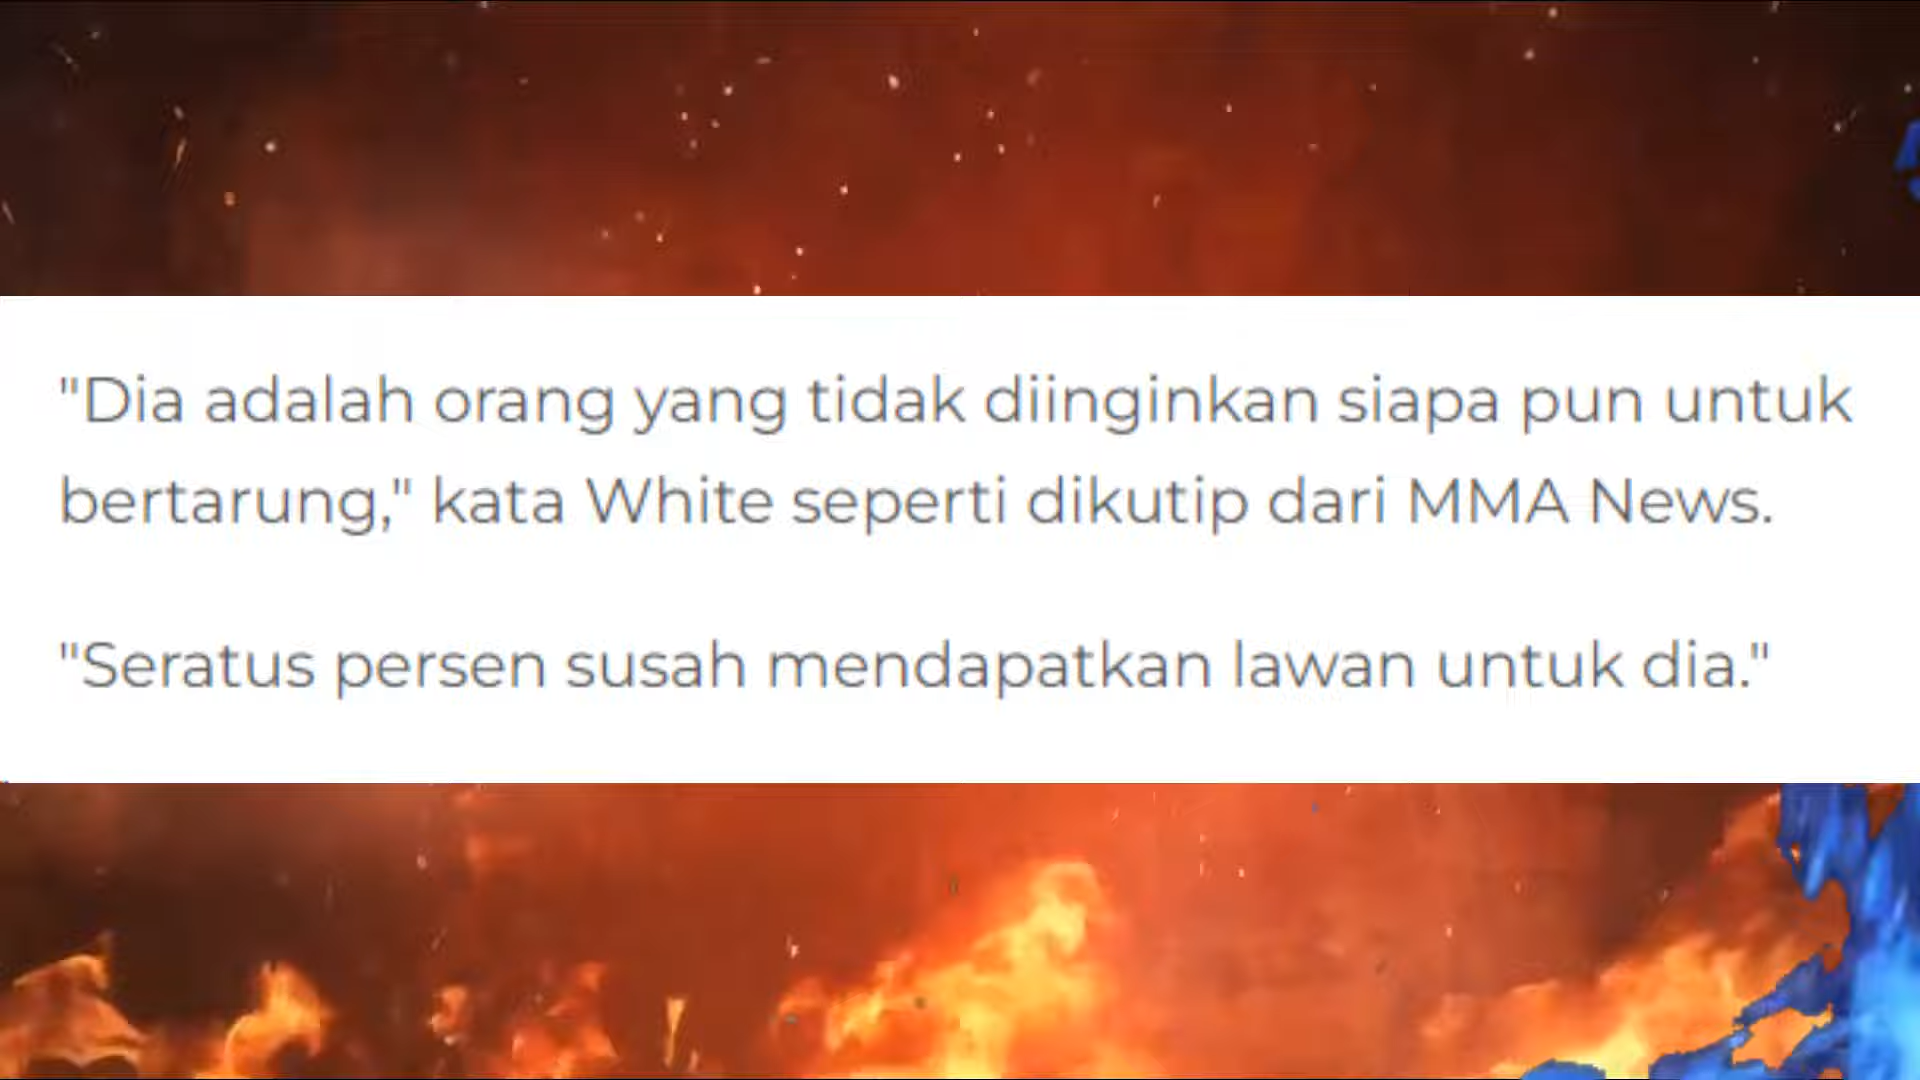 "Dia adalah orang yang tidak diinginkan siapa pun untuk
bertarung," kata White seperti dikutip dari MMA News.
"Seratus persen susah mendapatkan lawan untuk dia."